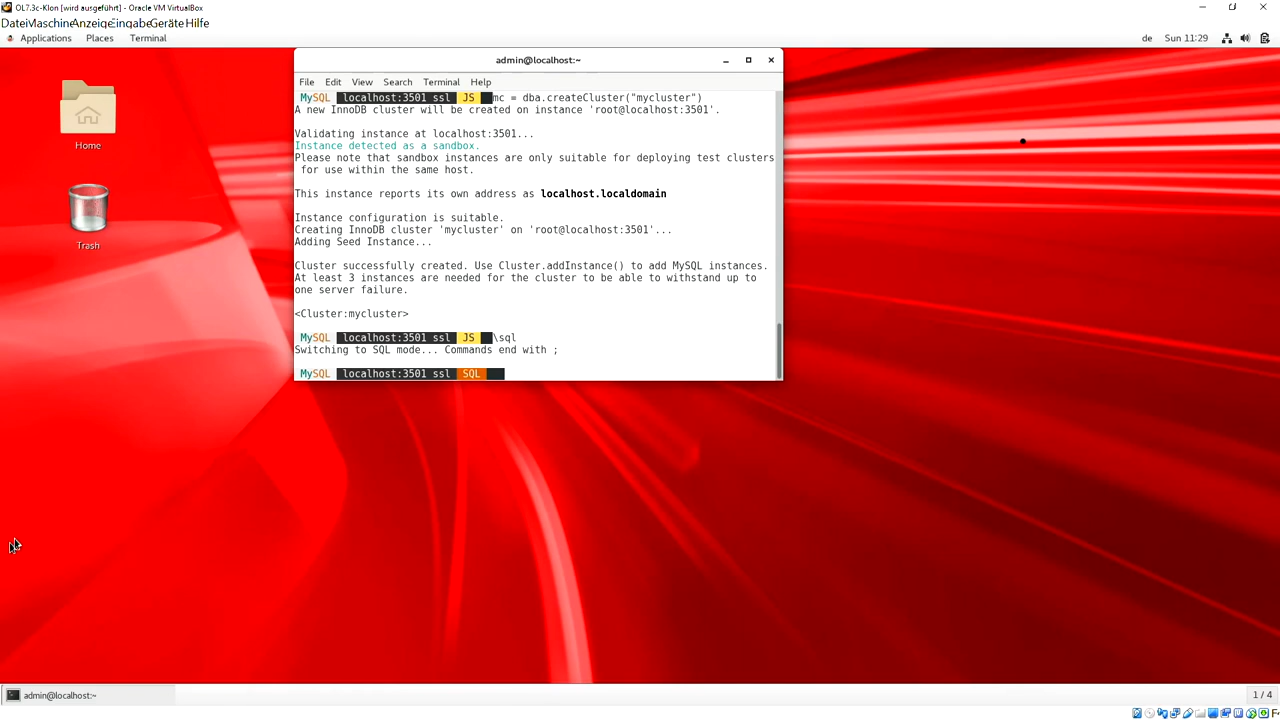 OL7.3c-Klon [wird ausgeführt] - Oracle VM VirtualBox
Datei Maschine Anzeige Eingabe Geräte Hilfe
Applications Places Terminal de Sun 11:29
Home
Trash
admin@localhost:~
File Edit View Search Terminal Help
MySQL localhost:3501 ssl JS mc = dba.createCluster("mycluster")
A new InnoDB cluster will be created on instance 'root@localhost:3501'.
Validating instance at localhost:3501...
Instance detected as a sandbox.
Please note that sandbox instances are only suitable for deploying test clusters
for use within the same host.
This instance reports its own address as localhost.localdomain
Instance configuration is suitable.
Creating InnoDB cluster 'mycluster' on 'root@localhost:3501'...
Adding Seed Instance...
Cluster successfully created. Use Cluster.addInstance() to add MySQL instances.
At least 3 instances are needed for the cluster to be able to withstand up to
one server failure.
<Cluster:mycluster>
MySQL localhost:3501 ssl JS \sql
Switching to SQL mode... Commands end with ;
MySQL localhost:3501 ssl SQL
admin@localhost:~
1 / 4